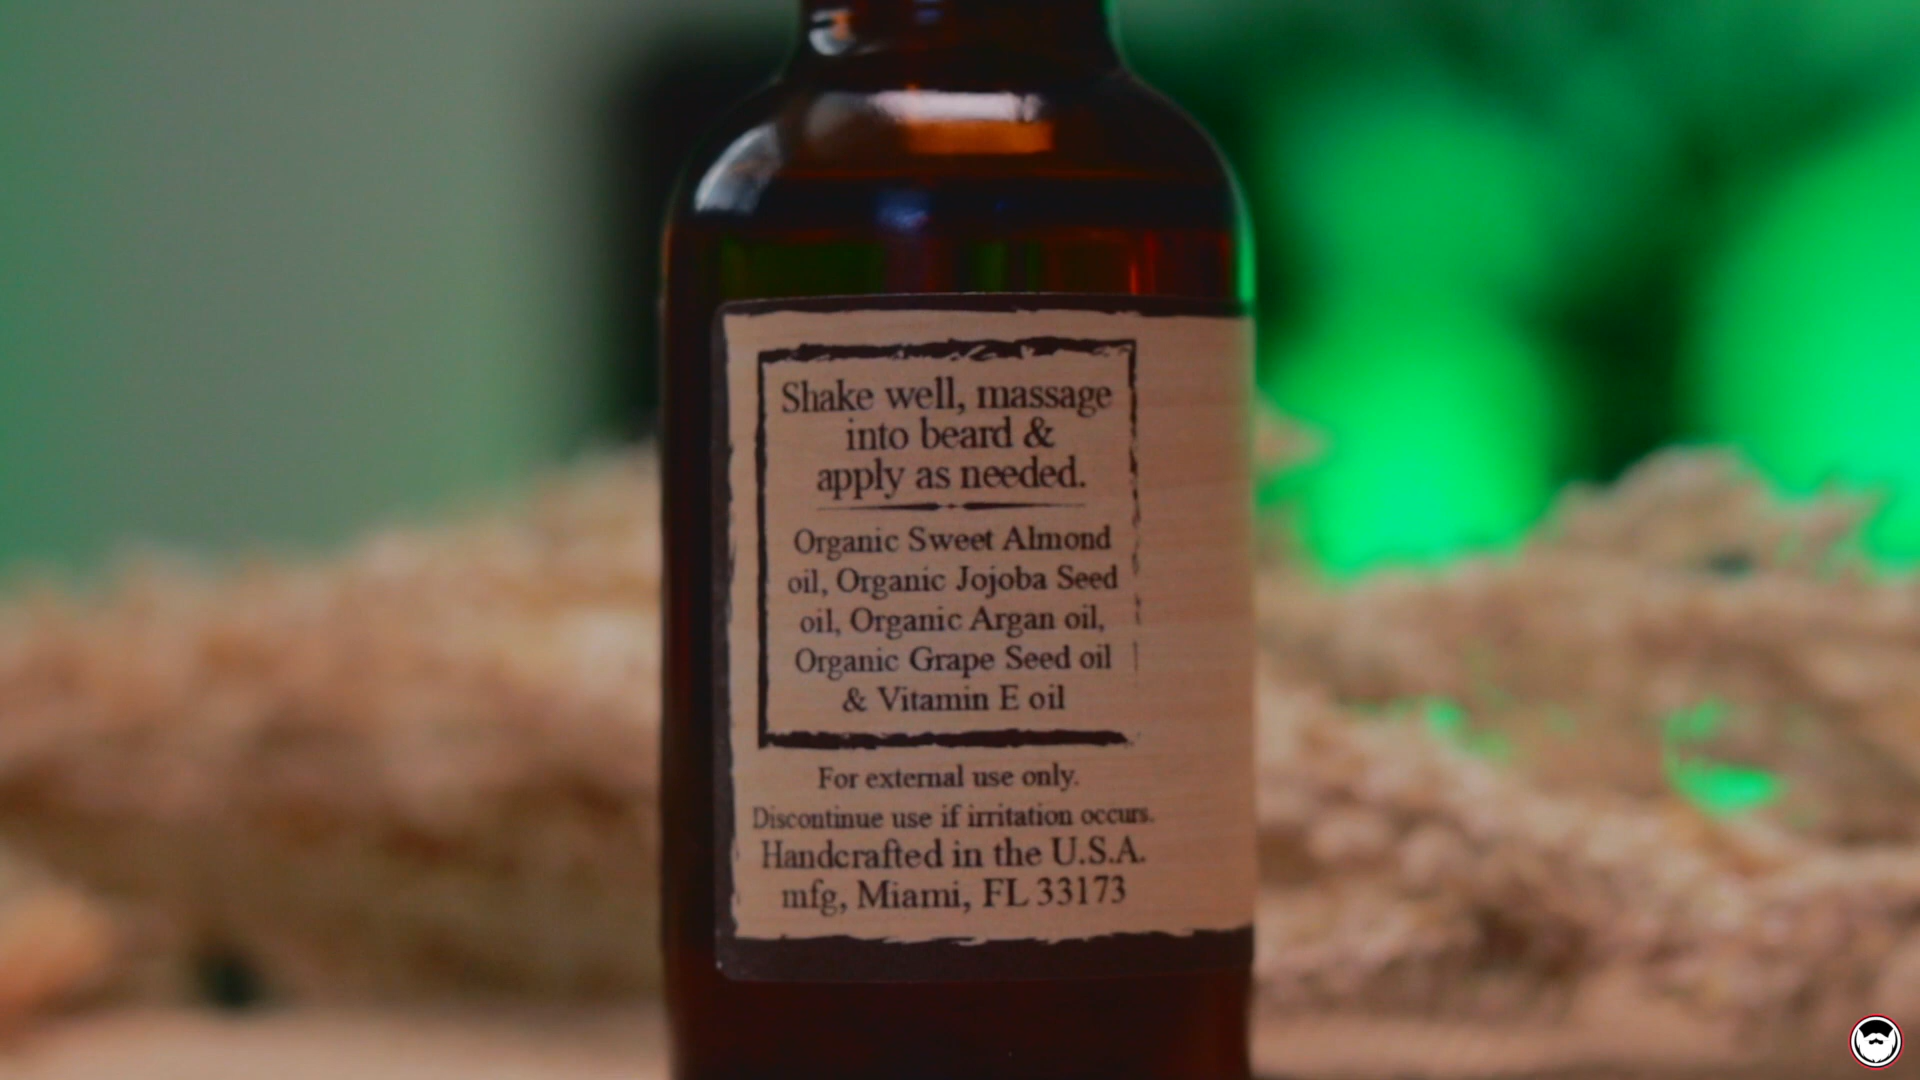 Shake well, massage
into beard &
apply as needed.
Organic Sweet Almond
oil, Organic Jojoba Seed
oil, Organic Argan oil,
Organic Grape Seed oil
& Vitamin E oil
For external use only.
Discontinue use if irritation occurs.
Handcrafted in the U.S.A.
mfg, Miami, FL 33173